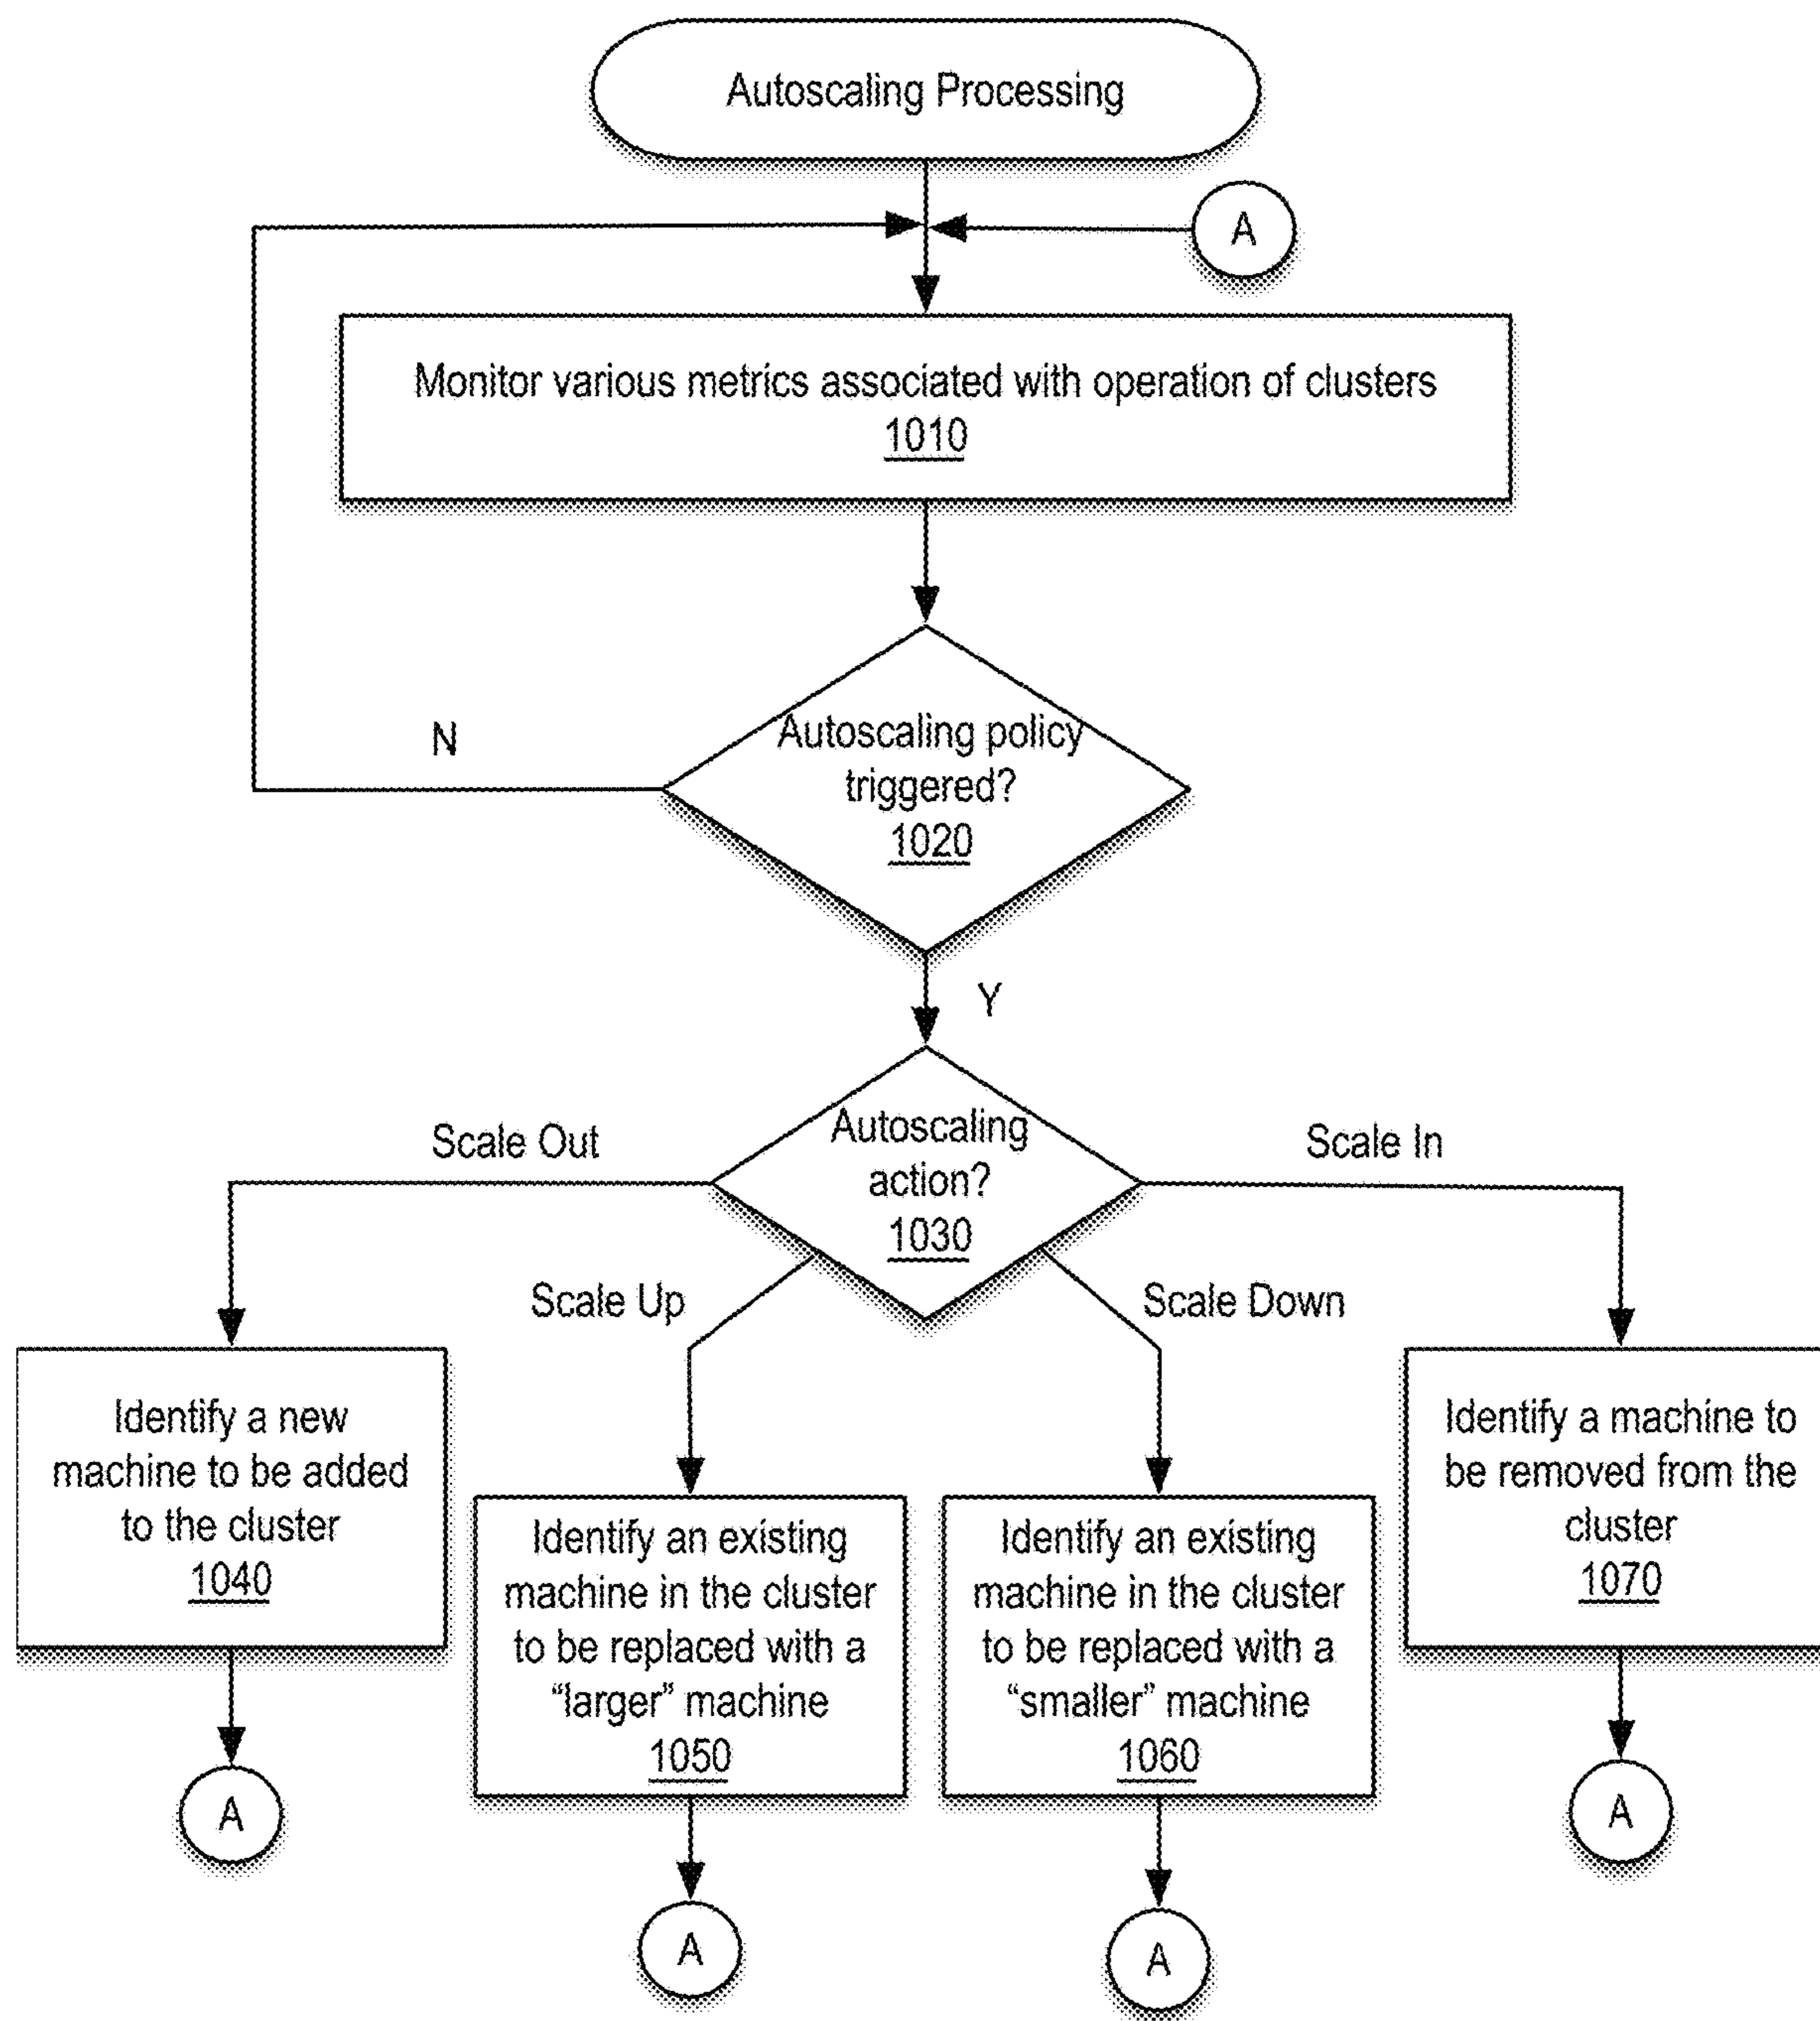 Autoscaling Processing
A
Monitor various metrics associated with operation of clusters
1010
Autoscaling policy
triggered?
1020
N
Y
Autoscaling
action?
1030
Scale Out
Scale In
Scale Up
Scale Down
Identify a new
machine to be added
to the cluster
1040
Identify an existing
machine in the cluster
to be replaced with a
“larger” machine
1050
Identify an existing
machine in the cluster
to be replaced with a
“smaller” machine
1060
Identify a machine to
be removed from the
cluster
1070
A
A
A
A